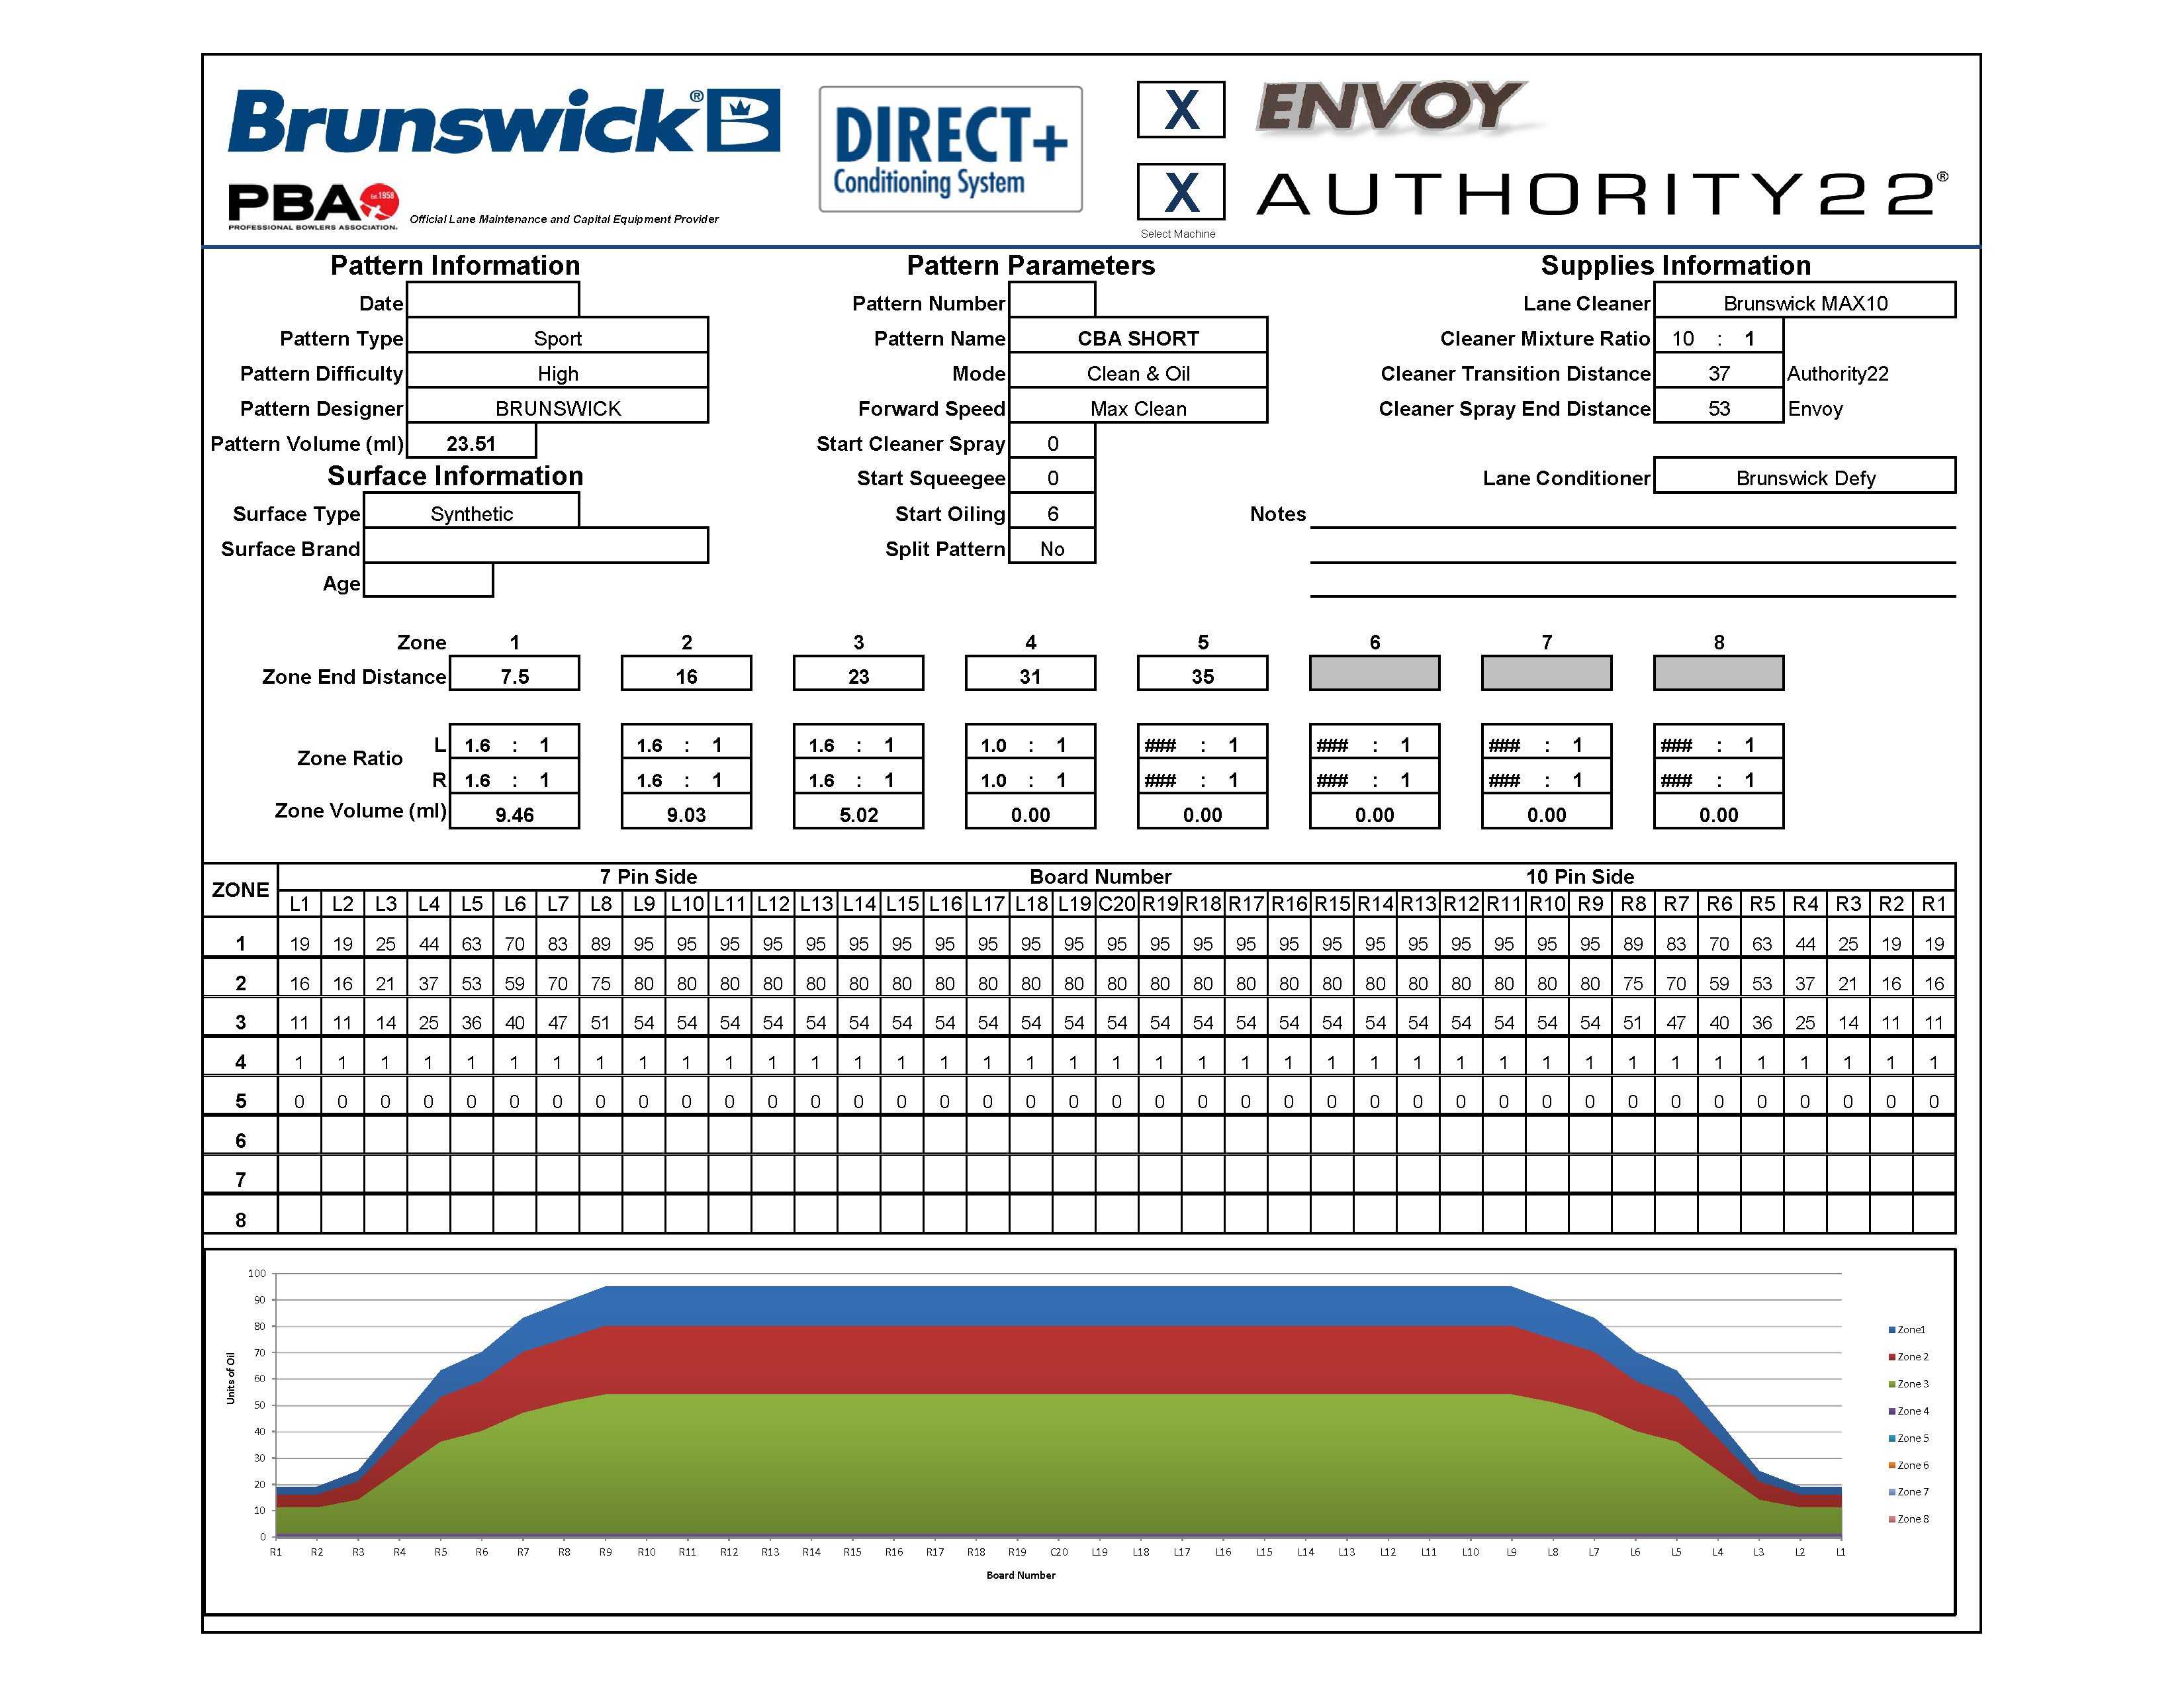 Brunswick® B
DIRECT+
Conditioning System
X ENVOY
X AUTHORITY22®
Select Machine
PBA est.1958
PROFESSIONAL BOWLERS ASSOCIATION.
Official Lane Maintenance and Capital Equipment Provider
Pattern Information Pattern Parameters Supplies Information
Date Pattern Number Lane Cleaner Brunswick MAX10
Pattern Type Sport Pattern Name CBA SHORT Cleaner Mixture Ratio 10 : 1
Pattern Difficulty High Mode Clean & Oil Cleaner Transition Distance 37 Authority22
Pattern Designer BRUNSWICK Forward Speed Max Clean Cleaner Spray End Distance 53 Envoy
Pattern Volume (ml) 23.51 Start Cleaner Spray 0
Surface Information Start Squeegee 0 Lane Conditioner Brunswick Defy
Surface Type Synthetic Start Oiling 6 Notes
Surface Brand Split Pattern No
Age
Zone 1 2 3 4 5 6 7 8
Zone End Distance 7.5 16 23 31 35
Zone Ratio
L 1.6 : 1 1.6 : 1 1.6 : 1 1.0 : 1 ### : 1 ### : 1 ### : 1 ### : 1
R 1.6 : 1 1.6 : 1 1.6 : 1 1.0 : 1 ### : 1 ### : 1 ### : 1 ### : 1
Zone Volume (ml) 9.46 9.03 5.02 0.00 0.00 0.00 0.00 0.00
ZONE 7 Pin Side Board Number 10 Pin Side
L1 L2 L3 L4 L5 L6 L7 L8 L9 L10 L11 L12 L13 L14 L15 L16 L17 L18 L19 C20 R19 R18 R17 R16 R15 R14 R13 R12 R11 R10 R9 R8 R7 R6 R5 R4 R3 R2 R1
1 19 19 25 44 63 70 83 89 95 95 95 95 95 95 95 95 95 95 95 95 95 95 95 95 95 95 95 95 95 95 95 89 83 70 63 44 25 19 19
2 16 16 21 37 53 59 70 75 80 80 80 80 80 80 80 80 80 80 80 80 80 80 80 80 80 80 80 80 80 80 80 75 70 59 53 37 21 16 16
3 11 11 14 25 36 40 47 51 54 54 54 54 54 54 54 54 54 54 54 54 54 54 54 54 54 54 54 54 54 54 54 51 47 40 36 25 14 11 11
4 1 1 1 1 1 1 1 1 1 1 1 1 1 1 1 1 1 1 1 1 1 1 1 1 1 1 1 1 1 1 1 1 1 1 1 1 1 1 1
5 0 0 0 0 0 0 0 0 0 0 0 0 0 0 0 0 0 0 0 0 0 0 0 0 0 0 0 0 0 0 0 0 0 0 0 0 0 0 0
6
7
8
Units of Oil
100
90
80
70
60
50
40
30
20
10
0
R1 R2 R3 R4 R5 R6 R7 R8 R9 R10 R11 R12 R13 R14 R15 R16 R17 R18 R19 C20 L19 L18 L17 L16 L15 L14 L13 L12 L11 L10 L9 L8 L7 L6 L5 L4 L3 L2 L1
Board Number
Zone1
Zone 2
Zone 3
Zone 4
Zone 5
Zone 6
Zone 7
Zone 8